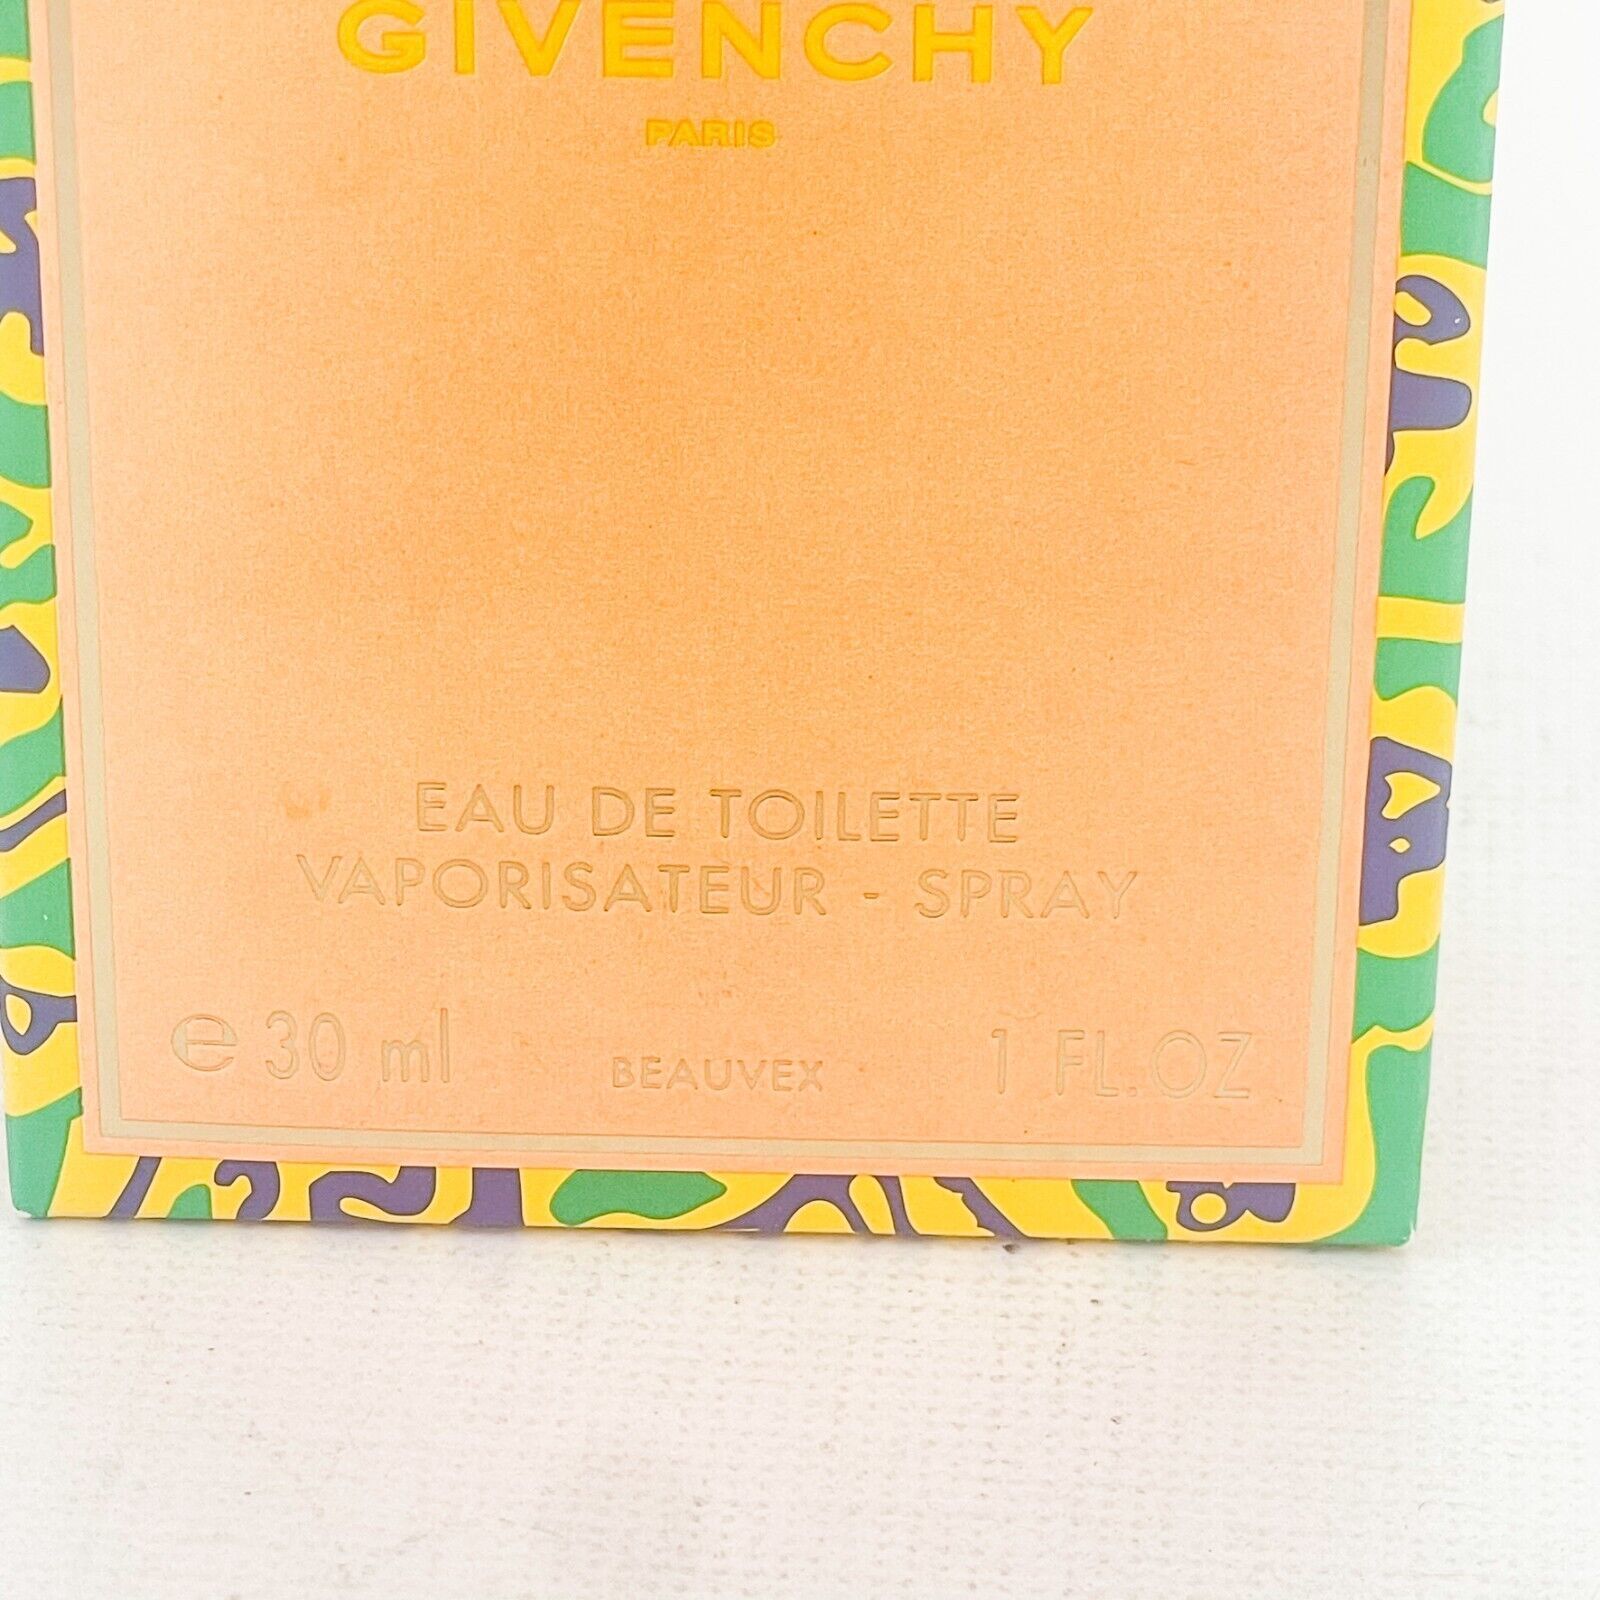 GIVENCHY
PARIS
EAU DE TOILETTE
VAPORISATEUR - SPRAY
℮ 30 ml BEAUVEX 1 FL.OZ